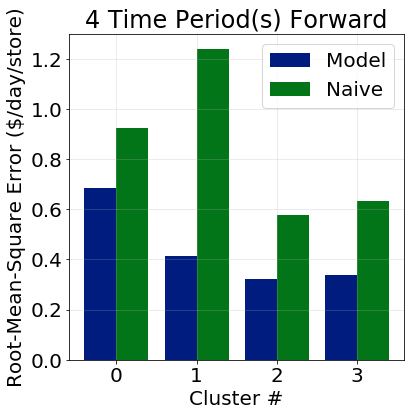 4 Time Period(s) Forward
Root-Mean-Square Error ($/day/store)
1.2
1.0
0.8
0.6
0.4
0.2
0.0
Model
Naive
0 1 2 3
Cluster #